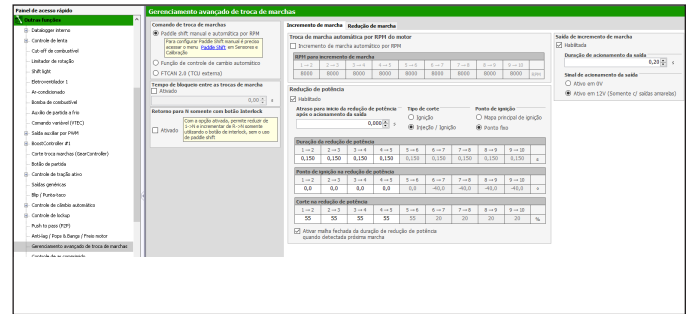 Painel de acesso rápido
Outras funções
Datalogger interno
Controle de lenta
Cut-off de combustível
Limitador de rotação
Shift light
Eletroventilador 1
Ar-condicionado
Bomba de combustível
Auxílio de partida a frio
Comando variável (VTEC)
Saída auxiliar por PWM
BoostController #1
Corte troca marchas (GearController)
Botão de partida
Controle de tração ativo
Saídas genéricas
Blip / Punta-taco
Controle de câmbio automático
Controle de lockup
Push to pass (P2P)
Anti-lag / Pops & Bangs / Freio motor
Gerenciamento avançado de troca de marchas
Gerenciamento avançado de troca de marchas
Comando de troca de marchas
Paddle shift manual e automático por RPM
Para configurar Paddle Shift manual é preciso
acessar o menu Paddle Shift em Sensores e
Calibração
Função de controle de cambio automático
FTCAN 2.0 (TCU externa)
Tempo de bloqueio entre as trocas de marcha
Ativado
0,00 s
Retorno para N somente com botão Interlock
Ativado
Com a opção ativada, permite reduzir de
1->N e incrementar de R->N somente
utilizando o botão de interlock, sem o uso
de paddle shift
Incremento de marcha Redução de marcha
Troca de marcha automática por RPM do motor
Incremento de marcha automático por RPM
RPM para incremento de marcha
1→2 2→3 3→4 4→5 5→6 6→7 7→8 8→9 9→10
8000 8000 8000 8000 8000 8000 8000 8000 8000 RPM
Redução de potência
Habilitado
Atraso para início da redução de potência
após o acionamento da saída
0,000 s
Tipo de corte
Ignição
Injeção / Ignição
Ponto de ignição
Mapa principal de ignição
Ponto fixo
Duração da redução de potência
1→2 2→3 3→4 4→5 5→6 6→7 7→8 8→9 9→10
0,150 0,150 0,150 0,150 0,150 0,150 0,150 0,150 0,150 s
Ponto de ignição na redução de potência
1→2 2→3 3→4 4→5 5→6 6→7 7→8 8→9 9→10
0,0 0,0 0,0 0,0 0,0 -40,0 -40,0 -40,0 -40,0 °
Corte na redução de potência
1→2 2→3 3→4 4→5 5→6 6→7 7→8 8→9 9→10
55 55 55 55 55 20 20 20 20 %
Ativar malha fechada da duração de redução de potência
quando detectada próxima marcha
Saída de incremento de marcha
Habilitada
Duração de acionamento da saída
0,20 s
Sinal de acionamento da saída
Ativo em 0V
Ativo em 12V (Somente c/ saídas amarelas)